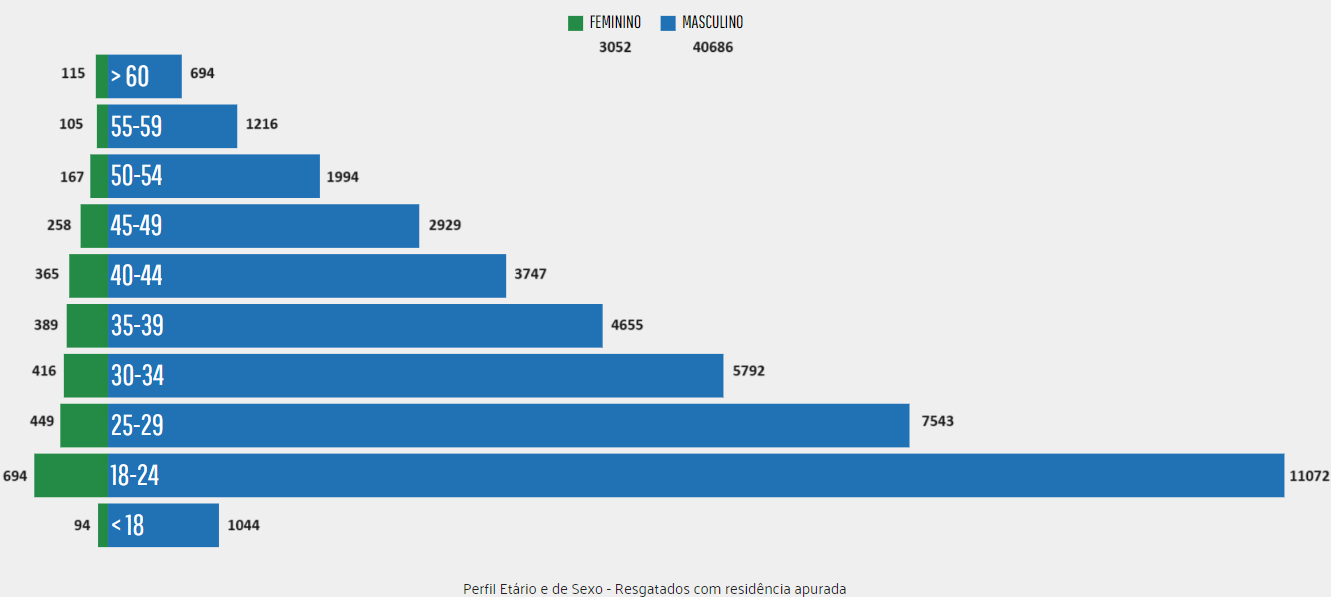 FEMININO MASCULINO
3052 40686
115 > 60 694
105 55-59 1216
167 50-54 1994
258 45-49 2929
365 40-44 3747
389 35-39 4655
416 30-34 5792
449 25-29 7543
694 18-24 11072
94 < 18 1044
Perfil Etário e de Sexo - Resgatados com residência apurada